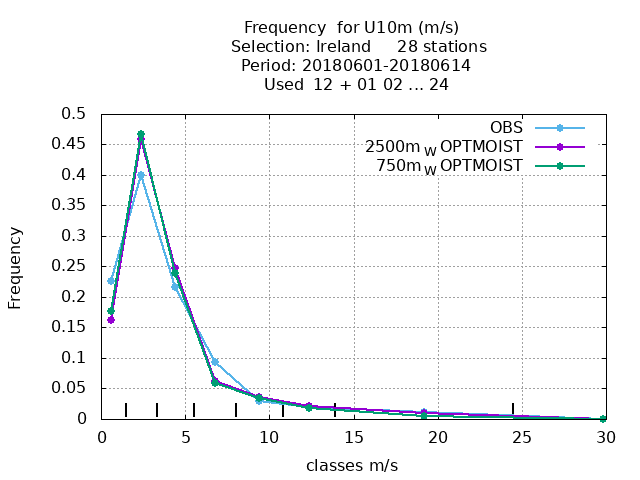 Frequency for U10m (m/s)
Selection: Ireland 28 stations
Period: 20180601-20180614
Used 12 + 01 02 ... 24
OBS
2500m_W OPTMOIST
750m_W OPTMOIST
0.5
0.45
0.4
0.35
0.3
0.25
0.2
0.15
0.1
0.05
0
Frequency
0 5 10 15 20 25 30
classes m/s